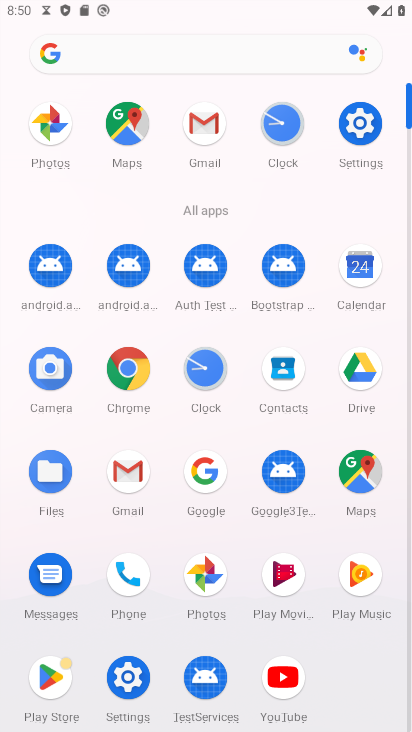 8:50
Photos Maps Gmail Clock Settings
All apps
android.a... android.a... Auth Test ... Bootstrap ... Calendar
Camera Chrome Clock Contacts Drive
Files Gmail Google Google3Te... Maps
Messages Phone Photos Play Movi... Play Music
Play Store Settings TestServices YouTube
24